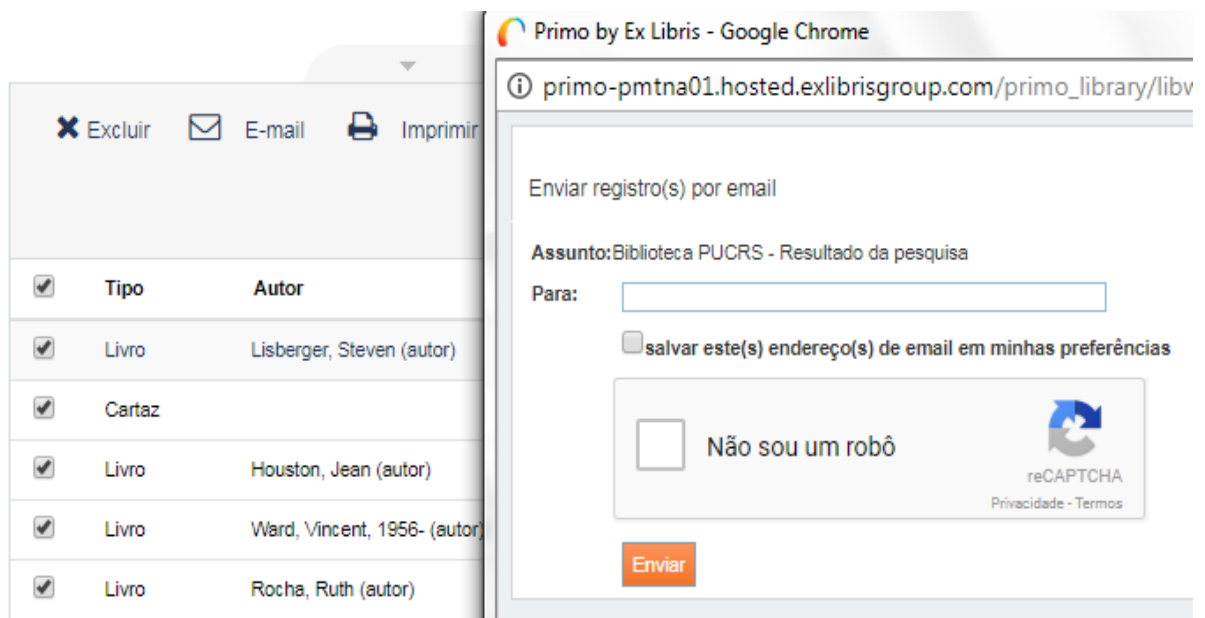 Primo by Ex Libris - Google Chrome
primo-pmtna01.hosted.exlibrisgroup.com/primo_library/libw
Excluir E-mail Imprimir
Enviar registro(s) por email
Assunto:Biblioteca PUCRS - Resultado da pesquisa
Para:
salvar este(s) endereço(s) de email em minhas preferências
Não sou um robô
reCAPTCHA
Privacidade - Termos
Enviar
Tipo Autor
Livro Lisberger, Steven (autor)
Cartaz
Livro Houston, Jean (autor)
Livro Ward, Vincent, 1956- (autor)
Livro Rocha, Ruth (autor)